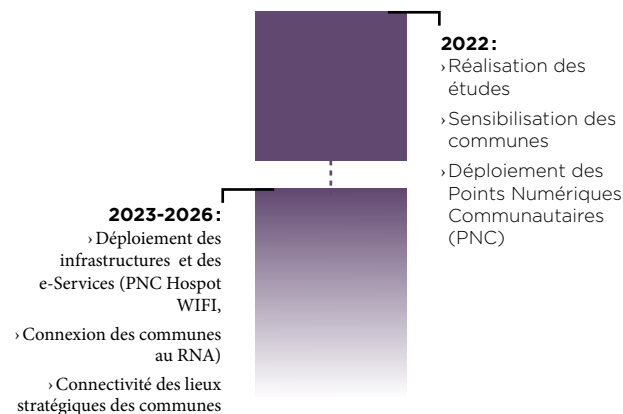 2022 :
› Réalisation des
études
› Sensibilisation des
communes
› Déploiement des
Points Numériques
Communautaires
(PNC)
2023-2026 :
› Déploiement des
infrastructures et des
e-Services (PNC Hospot
WIFI,
› Connexion des communes
au RNA)
› Connectivité des lieux
stratégiques des communes